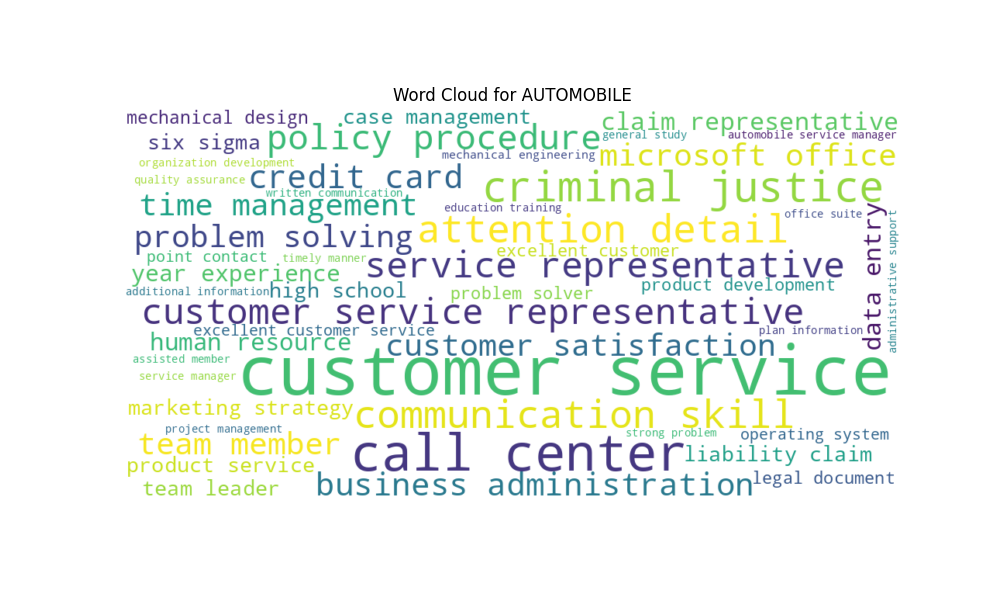 Word Cloud for AUTOMOBILE
mechanical design
case management
claim representative
six sigma
policy procedure
general study
automobile service manager
organization development
mechanical engineering
microsoft office
quality assurance
credit card
written communication
criminal justice
time management
education training
office suite
problem solving
attention detail
data entry
administrative support
point contact
timely manner
excellent customer
year experience
service representative
additional information
high school
problem solver
product development
customer service representative
excellent customer service
plan information
human resource
customer satisfaction
assisted member
service manager
customer service
marketing strategy
communication skill
project management
team member
call center
strong problem
operating system
product service
liability claim
team leader
business administration
legal document